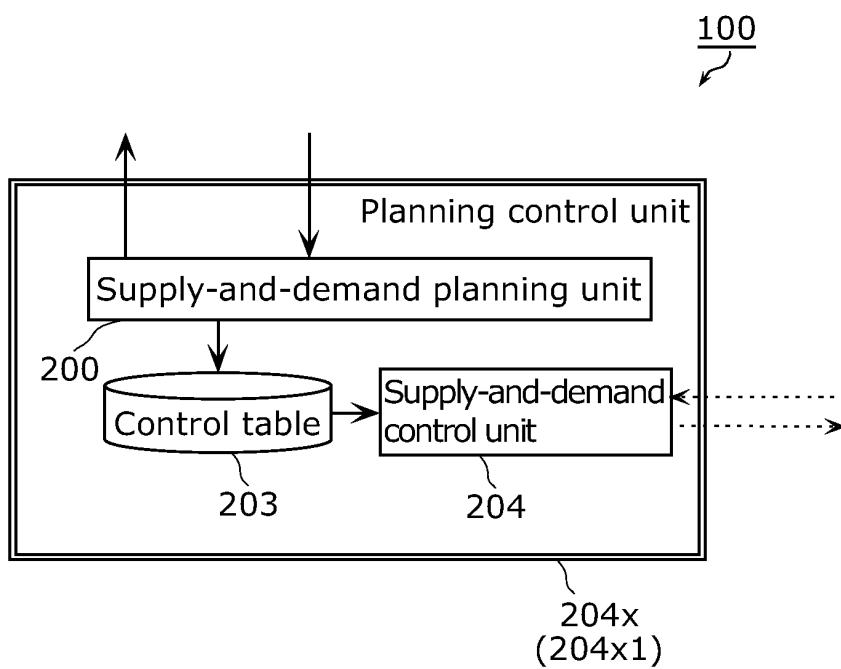 100
Planning control unit
Supply-and-demand planning unit
200
Control table
Supply-and-demand
control unit
203
204
204x
(204x1)